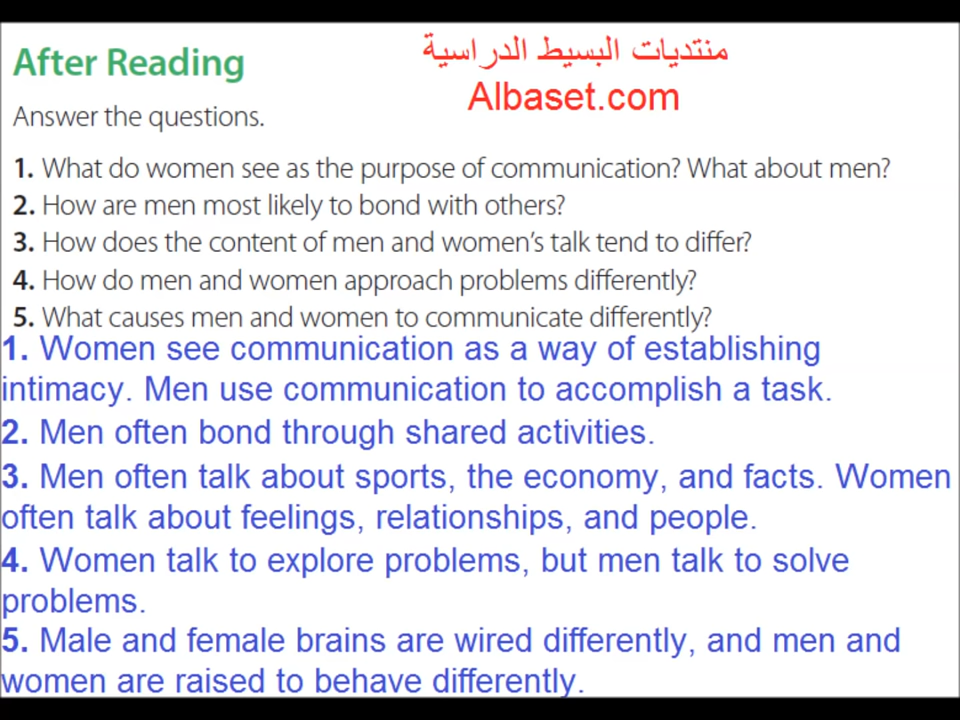 After Reading
منتديات البسيط الدراسية
Albaset.com
Answer the questions.
1. What do women see as the purpose of communication? What about men?
2. How are men most likely to bond with others?
3. How does the content of men and women's talk tend to differ?
4. How do men and women approach problems differently?
5. What causes men and women to communicate differently?
1. Women see communication as a way of establishing
intimacy. Men use communication to accomplish a task.
2. Men often bond through shared activities.
3. Men often talk about sports, the economy, and facts. Women
often talk about feelings, relationships, and people.
4. Women talk to explore problems, but men talk to solve
problems.
5. Male and female brains are wired differently, and men and
women are raised to behave differently.